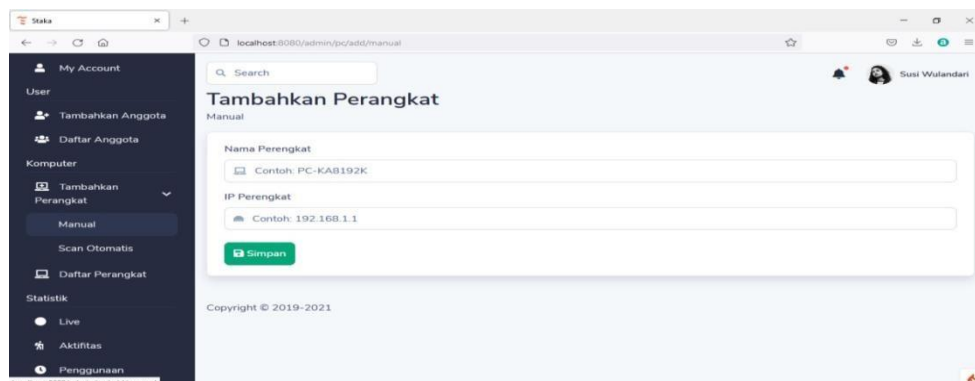 Staka
localhost:8080/admin/pc/add/manual
My Account
User
Tambahkan Anggota
Daftar Anggota
Komputer
Tambahkan
Perangkat
Manual
Scan Otomatis
Daftar Perangkat
Statistik
Live
Aktifitas
Penggunaan
Search
Susi Wulandari
Tambahkan Perangkat
Manual
Nama Perengkat
Contoh: PC-KA8192K
IP Perengkat
Contoh: 192.168.1.1
Simpan
Copyright © 2019-2021